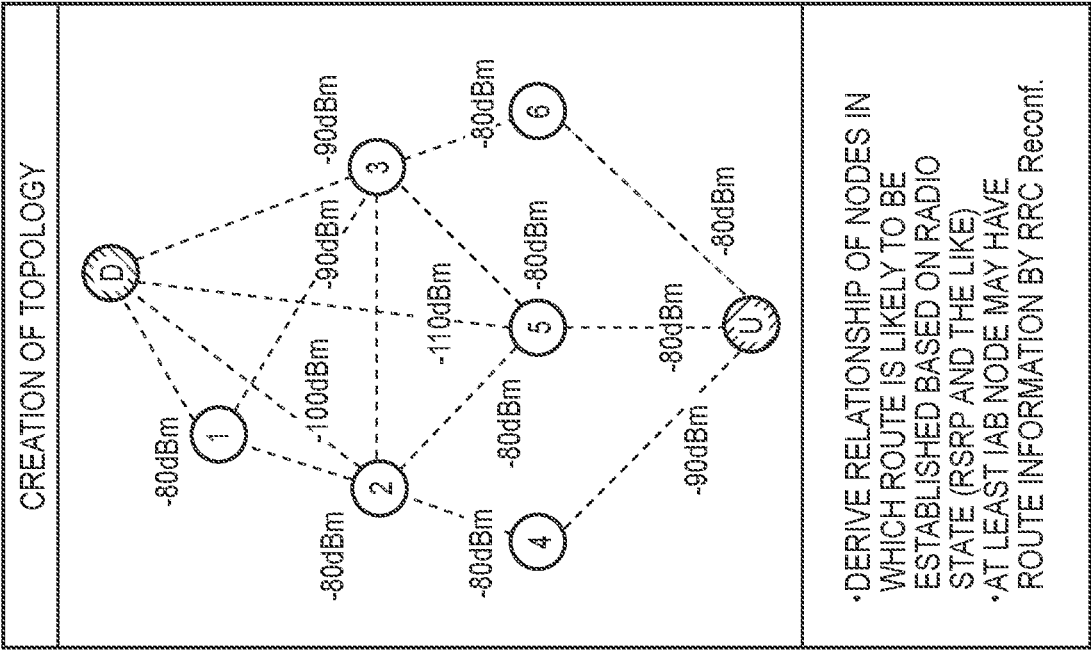 CREATION OF TOPOLOGY
D
-80dBm
1
-100dBm
-90dBm
-90dBm
-80dBm
2
3
-110dBm
-80dBm
-80dBm
-80dBm
-80dBm
4
5
6
-80dBm
-90dBm
-80dBm
U
•DERIVE RELATIONSHIP OF NODES IN
WHICH ROUTE IS LIKELY TO BE
ESTABLISHED BASED ON RADIO
STATE (RSRP AND THE LIKE)
•AT LEAST IAB NODE MAY HAVE
ROUTE INFORMATION BY RRC Reconf.